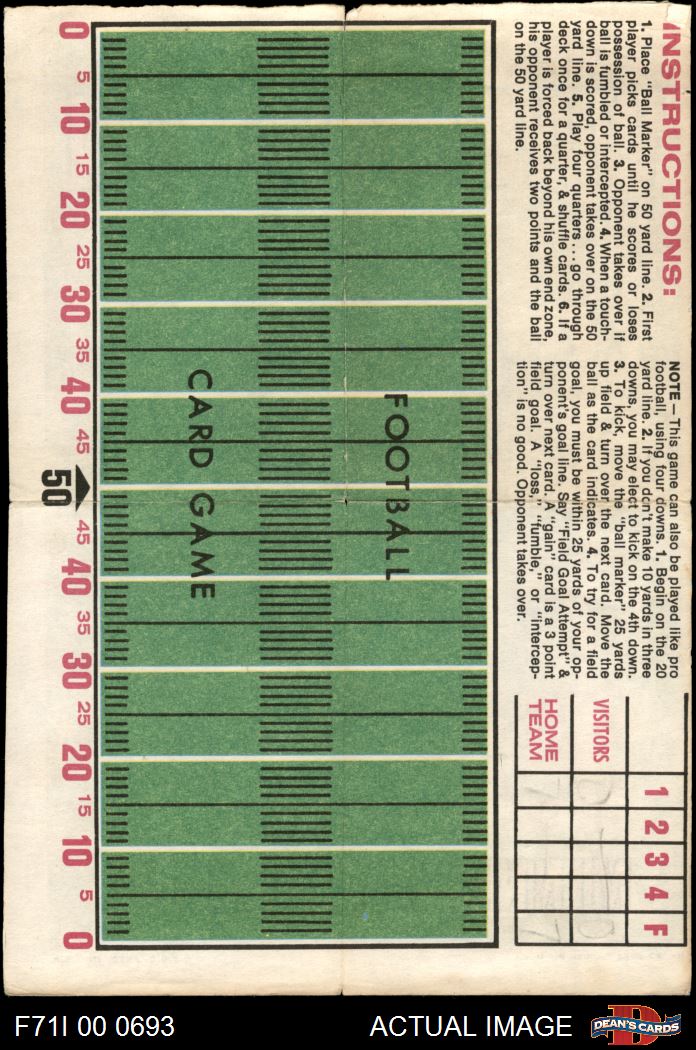 INSTRUCTIONS:
1. Place "Ball Marker" on 50 yard line. 2. First
player picks cards until he scores or loses
possession of ball. 3. Opponent takes over if
ball is fumbled or intercepted. 4. When a touch-
down is scored, opponent takes over on the 50
yard line. 5. Play four quarters... go through
deck once for a quarter, & shuffle cards. 6. If a
player is forced back beyond his own end zone,
his opponent receives two points and the ball
on the 50 yard line.
NOTE – This game can also be played like pro
football, using four downs. 1. Begin on the 20
yard line. 2. If you don't make 10 yards in three
downs, you may elect to kick on the 4th down.
3. To kick, move the "ball marker" 25 yards
up field & turn over the next card. Move the
ball as the card indicates. 4. To try for a field
goal, you must be within 25 yards of your op-
ponent's goal line. Say "Field Goal Attempt" &
turn over next card. A "gain" card is a 3 point
field goal. A "loss," "fumble," or "intercep-
tion" is no good. Opponent takes over.
1 2 3 4 F
VISITORS
HOME
TEAM
FOOTBALL
CARD GAME
0 5 10 15 20 25 30 35 40 45 50 45 40 35 30 25 20 15 10 5 0
F71I 00 0693
ACTUAL IMAGE
D
DEAN'S CARDS